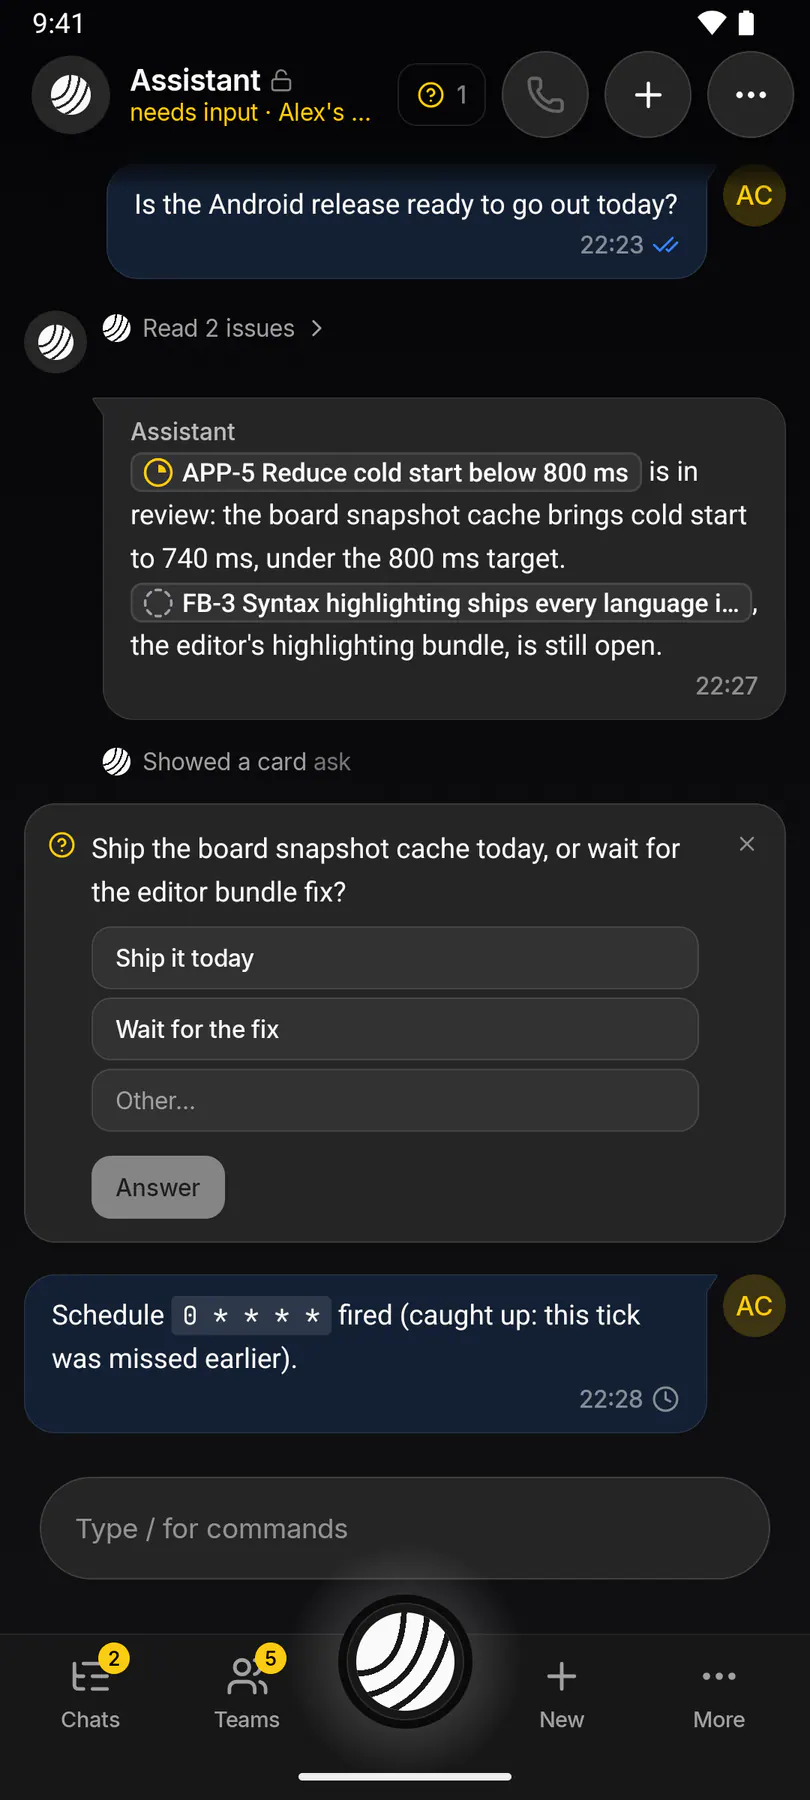 9:41
Assistant
needs input · Alex's ...
1
Is the Android release ready to go out today?
22:23
AC
Read 2 issues
Assistant
APP-5 Reduce cold start below 800 ms is in
review: the board snapshot cache brings cold start
to 740 ms, under the 800 ms target.
FB-3 Syntax highlighting ships every language i...,
the editor's highlighting bundle, is still open.
22:27
Showed a card ask
Ship the board snapshot cache today, or wait for
the editor bundle fix?
Ship it today
Wait for the fix
Other...
Answer
Schedule 0 * * * * fired (caught up: this tick
was missed earlier).
22:28
AC
Type / for commands
2
5
Chats
Teams
New
More